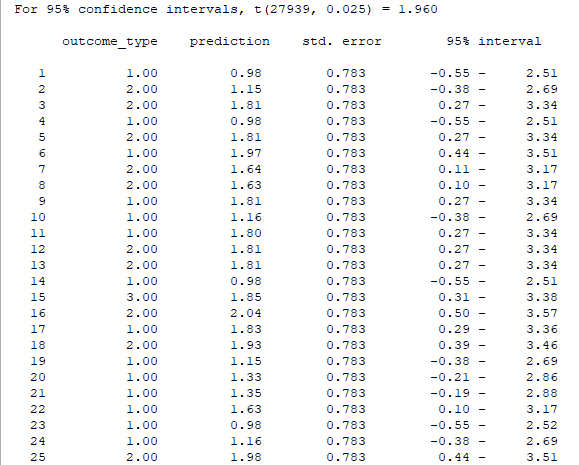 For 95% confidence intervals, t(27939, 0.025) = 1.960
outcome_type prediction std. error 95% interval
1 1.00 0.98 0.783 -0.55 - 2.51
2 2.00 1.15 0.783 -0.38 - 2.69
3 2.00 1.81 0.783 0.27 - 3.34
4 1.00 0.98 0.783 -0.55 - 2.51
5 2.00 1.81 0.783 0.27 - 3.34
6 1.00 1.97 0.783 0.44 - 3.51
7 2.00 1.64 0.783 0.11 - 3.17
8 2.00 1.63 0.783 0.10 - 3.17
9 1.00 1.81 0.783 0.27 - 3.34
10 1.00 1.16 0.783 -0.38 - 2.69
11 1.00 1.80 0.783 0.27 - 3.34
12 2.00 1.81 0.783 0.27 - 3.34
13 2.00 1.81 0.783 0.27 - 3.34
14 1.00 0.98 0.783 -0.55 - 2.51
15 3.00 1.85 0.783 0.31 - 3.38
16 2.00 2.04 0.783 0.50 - 3.57
17 1.00 1.83 0.783 0.29 - 3.36
18 2.00 1.93 0.783 0.39 - 3.46
19 1.00 1.15 0.783 -0.38 - 2.69
20 1.00 1.33 0.783 -0.21 - 2.86
21 1.00 1.35 0.783 -0.19 - 2.88
22 1.00 1.63 0.783 0.10 - 3.17
23 1.00 0.98 0.783 -0.55 - 2.52
24 1.00 1.16 0.783 -0.38 - 2.69
25 2.00 1.98 0.783 0.44 - 3.51